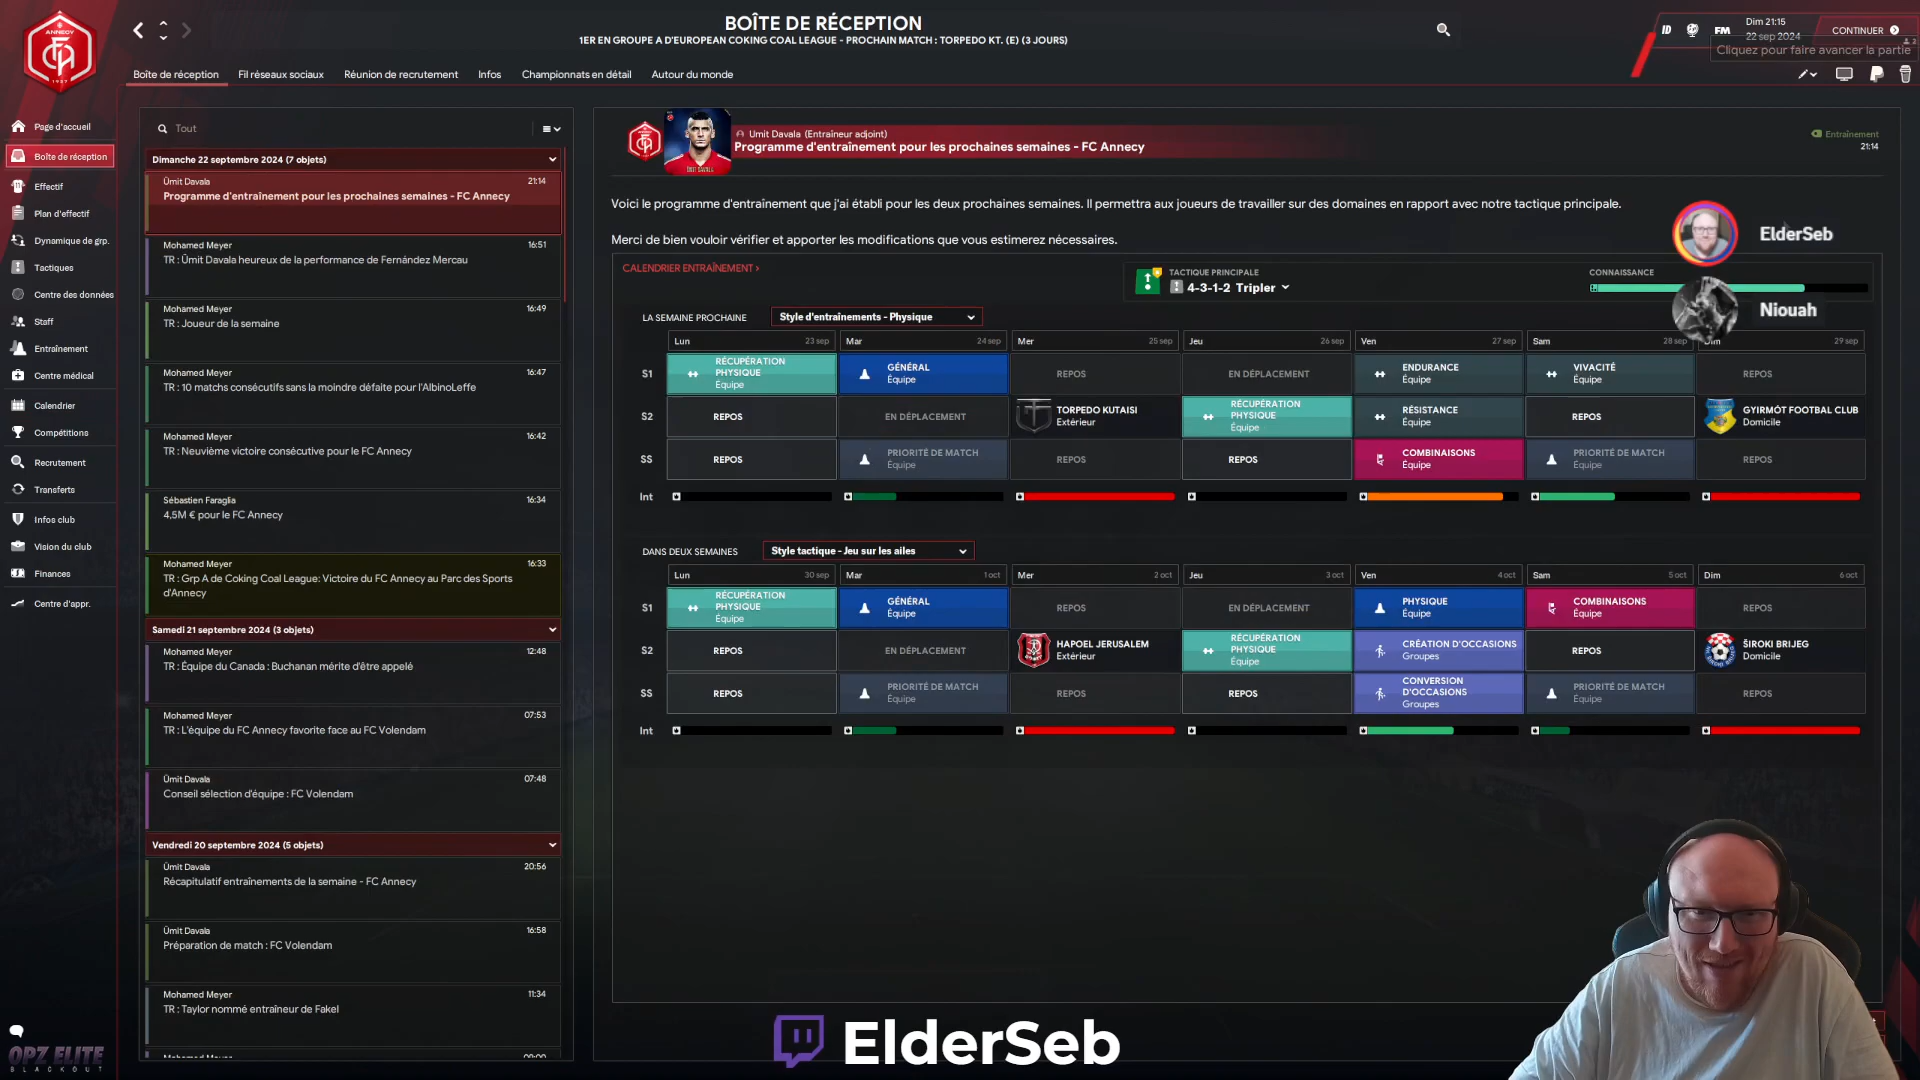 BOÎTE DE RÉCEPTION
1ER EN GROUPE A D'EUROPEAN COKING COAL LEAGUE - PROCHAIN MATCH : TORPEDO KT. (E) (3 JOURS)
ID
FM
Dim 21:15
22 sep 2024
CONTINUER
Cliquez pour faire avancer la partie
Boîte de réception
Fil réseaux sociaux
Réunion de recrutement
Infos
Championnats en détail
Autour du monde
ANNECY
1927
Page d'accueil
Boîte de réception
Effectif
Plan d'effectif
Dynamique de grp.
Tactiques
Centre des données
Staff
Entraînement
Centre médical
Calendrier
Compétitions
Recrutement
Transferts
Infos club
Vision du club
Finances
Centre d'appr.
OPZ ELITE
BLACKOUT
Tout
Dimanche 22 septembre 2024 (7 objets)
Ümit Davala 21:14
Programme d'entraînement pour les prochaines semaines - FC Annecy
Mohamed Meyer 16:51
TR : Ümit Davala heureux de la performance de Fernández Mercau
Mohamed Meyer 16:49
TR : Joueur de la semaine
Mohamed Meyer 16:47
TR : 10 matchs consécutifs sans la moindre défaite pour l'AlbinoLeffe
Mohamed Meyer 16:42
TR : Neuvième victoire consécutive pour le FC Annecy
Sébastien Faraglia 16:34
4,5M € pour le FC Annecy
Mohamed Meyer 16:33
TR : Grp A de Coking Coal League: Victoire du FC Annecy au Parc des Sports
d'Annecy
Samedi 21 septembre 2024 (3 objets)
Mohamed Meyer 12:48
TR : Équipe du Canada : Buchanan mérite d'être appelé
Mohamed Meyer 07:53
TR : L'équipe du FC Annecy favorite face au FC Volendam
Ümit Davala 07:48
Conseil sélection d'équipe : FC Volendam
Vendredi 20 septembre 2024 (5 objets)
Ümit Davala 20:56
Récapitulatif entraînements de la semaine - FC Annecy
Ümit Davala 16:58
Préparation de match : FC Volendam
Mohamed Meyer 11:34
TR : Taylor nommé entraîneur de Fakel
Mohamed Meyer 09:00
ÜMIT DAVALA
Ümit Davala (Entraîneur adjoint)
Programme d'entraînement pour les prochaines semaines - FC Annecy
Entraînement
21:14
Voici le programme d'entraînement que j'ai établi pour les deux prochaines semaines. Il permettra aux joueurs de travailler sur des domaines en rapport avec notre tactique principale.
Merci de bien vouloir vérifier et apporter les modifications que vous estimerez nécessaires.
ElderSeb
Niouah
CALENDRIER ENTRAÎNEMENT >
TACTIQUE PRINCIPALE
4-3-1-2 Tripler
CONNAISSANCE
LA SEMAINE PROCHAINE
Style d'entraînements - Physique
Lun 23 sep Mar 24 sep Mer 25 sep Jeu 26 sep Ven 27 sep Sam 28 sep Dim 29 sep
S1 RÉCUPÉRATION PHYSIQUE Équipe GÉNÉRAL Équipe REPOS EN DÉPLACEMENT ENDURANCE Équipe VIVACITÉ Équipe REPOS
S2 REPOS EN DÉPLACEMENT TORPEDO KUTAISI Extérieur RÉCUPÉRATION PHYSIQUE Équipe RÉSISTANCE Équipe REPOS GYIRMÓT FOOTBAL CLUB Domicile
SS REPOS PRIORITÉ DE MATCH Équipe REPOS REPOS COMBINAISONS Équipe PRIORITÉ DE MATCH Équipe REPOS
Int
DANS DEUX SEMAINES
Style tactique - Jeu sur les ailes
Lun 30 sep Mar 1 oct Mer 2 oct Jeu 3 oct Ven 4 oct Sam 5 oct Dim 6 oct
S1 RÉCUPÉRATION PHYSIQUE Équipe GÉNÉRAL Équipe REPOS EN DÉPLACEMENT PHYSIQUE Équipe COMBINAISONS Équipe REPOS
S2 REPOS EN DÉPLACEMENT HAPOEL JERUSALEM Extérieur RÉCUPÉRATION PHYSIQUE Équipe CRÉATION D'OCCASIONS Groupes REPOS ŠIROKI BRIJEG Domicile
SS REPOS PRIORITÉ DE MATCH Équipe REPOS REPOS CONVERSION D'OCCASIONS Groupes PRIORITÉ DE MATCH Équipe REPOS
Int
ElderSeb